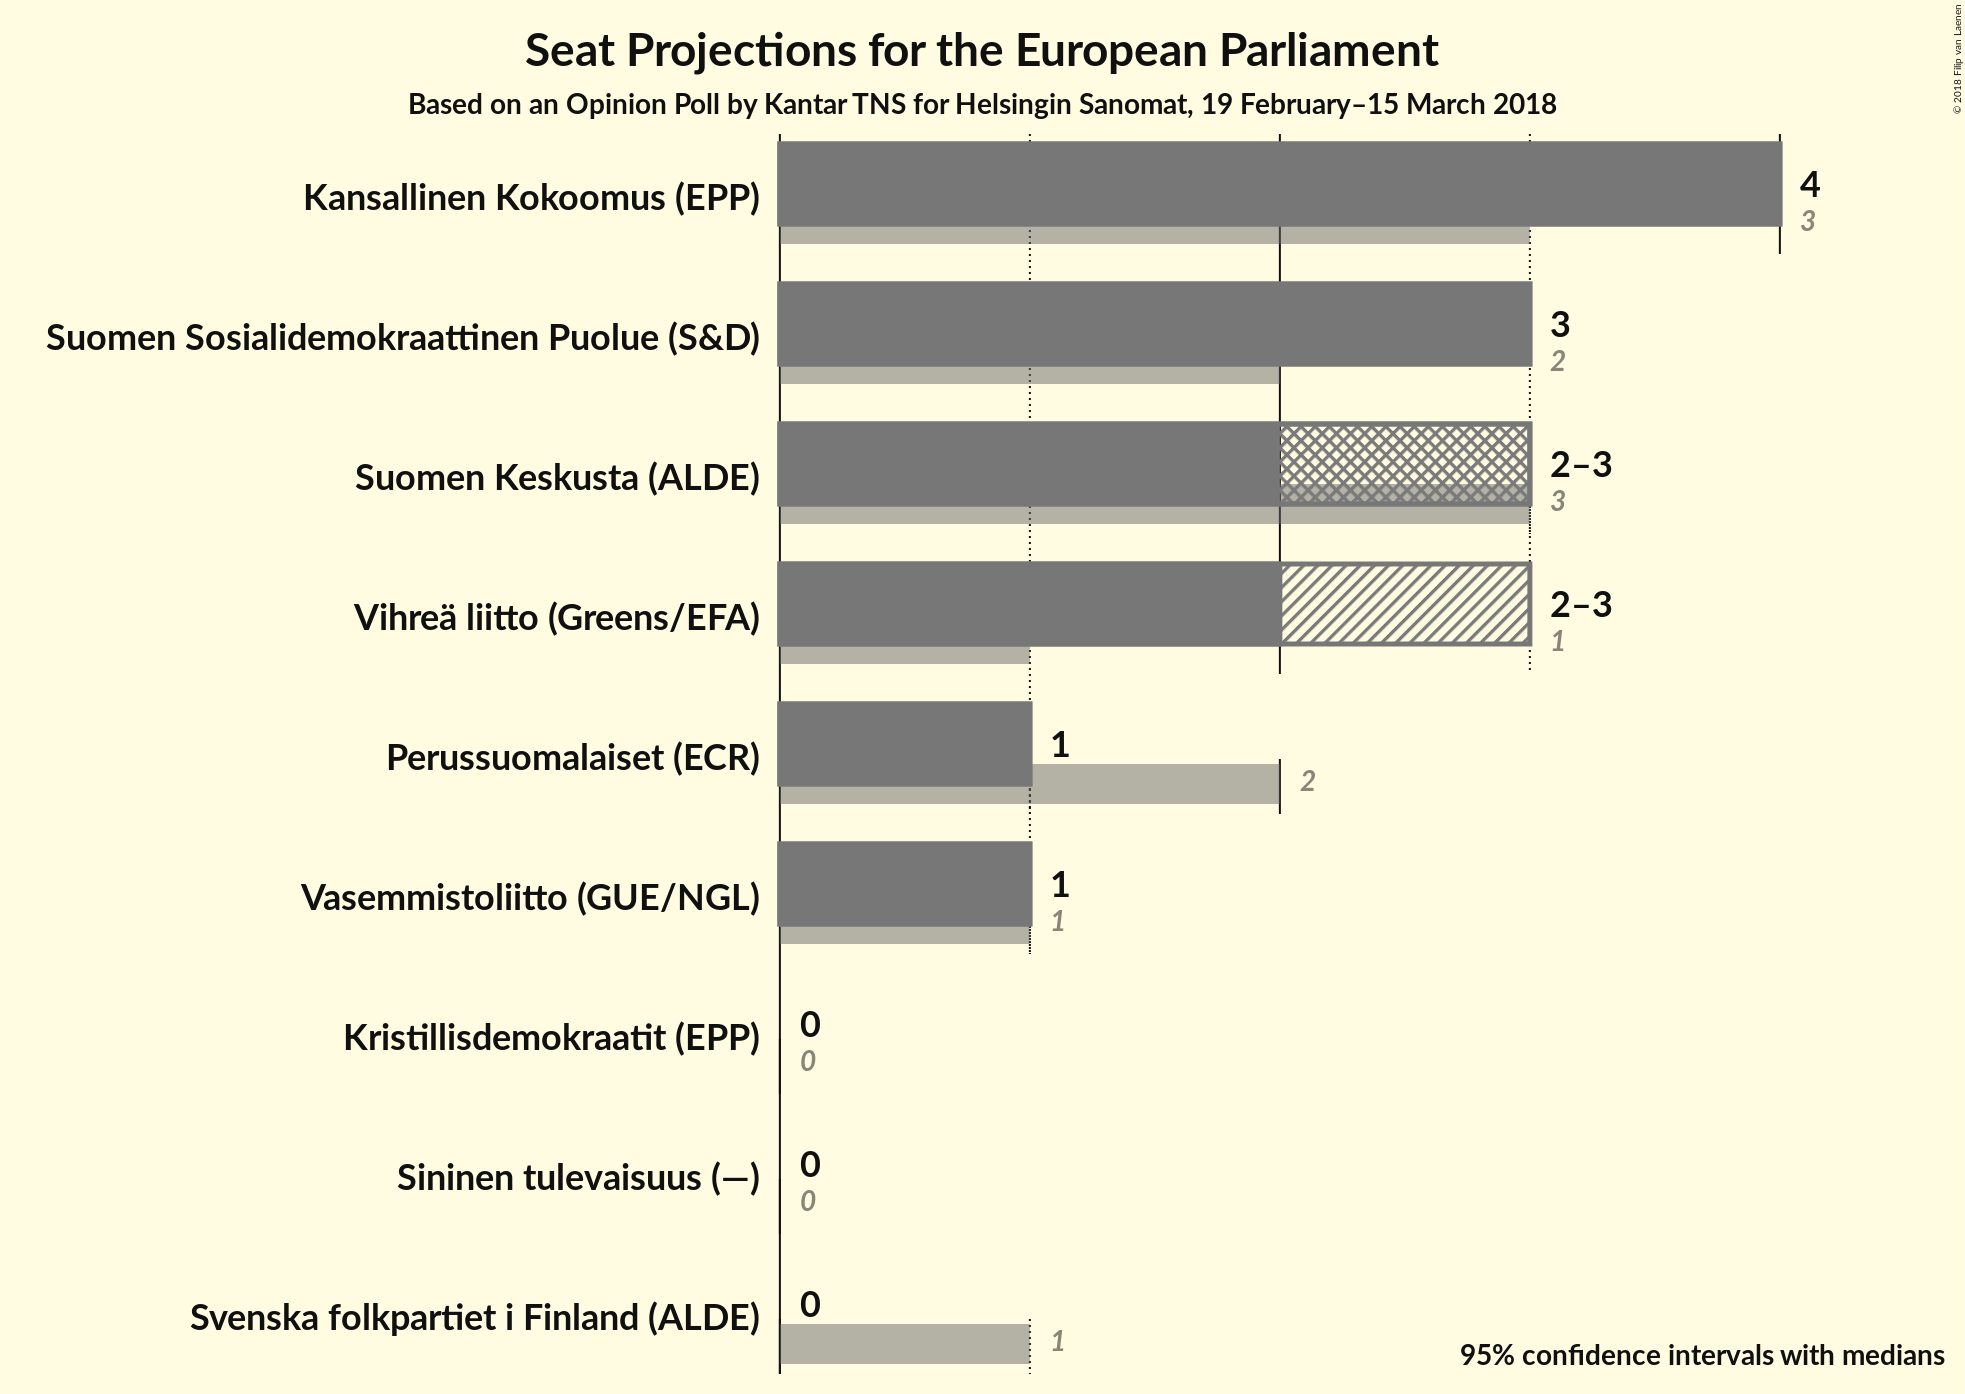 Seat Projections for the European Parliament
Based on an Opinion Poll by Kantar TNS for Helsingin Sanomat, 19 February–15 March 2018
© 2018 Filip van Laenen
Kansallinen Kokoomus (EPP)
4
3
Suomen Sosialidemokraattinen Puolue (S&D)
3
2
Suomen Keskusta (ALDE)
2–3
3
Vihreä liitto (Greens/EFA)
2–3
1
Perussuomalaiset (ECR)
1
2
Vasemmistoliitto (GUE/NGL)
1
1
Kristillisdemokraatit (EPP)
0
0
Sininen tulevaisuus (—)
0
0
Svenska folkpartiet i Finland (ALDE)
0
1
95% confidence intervals with medians